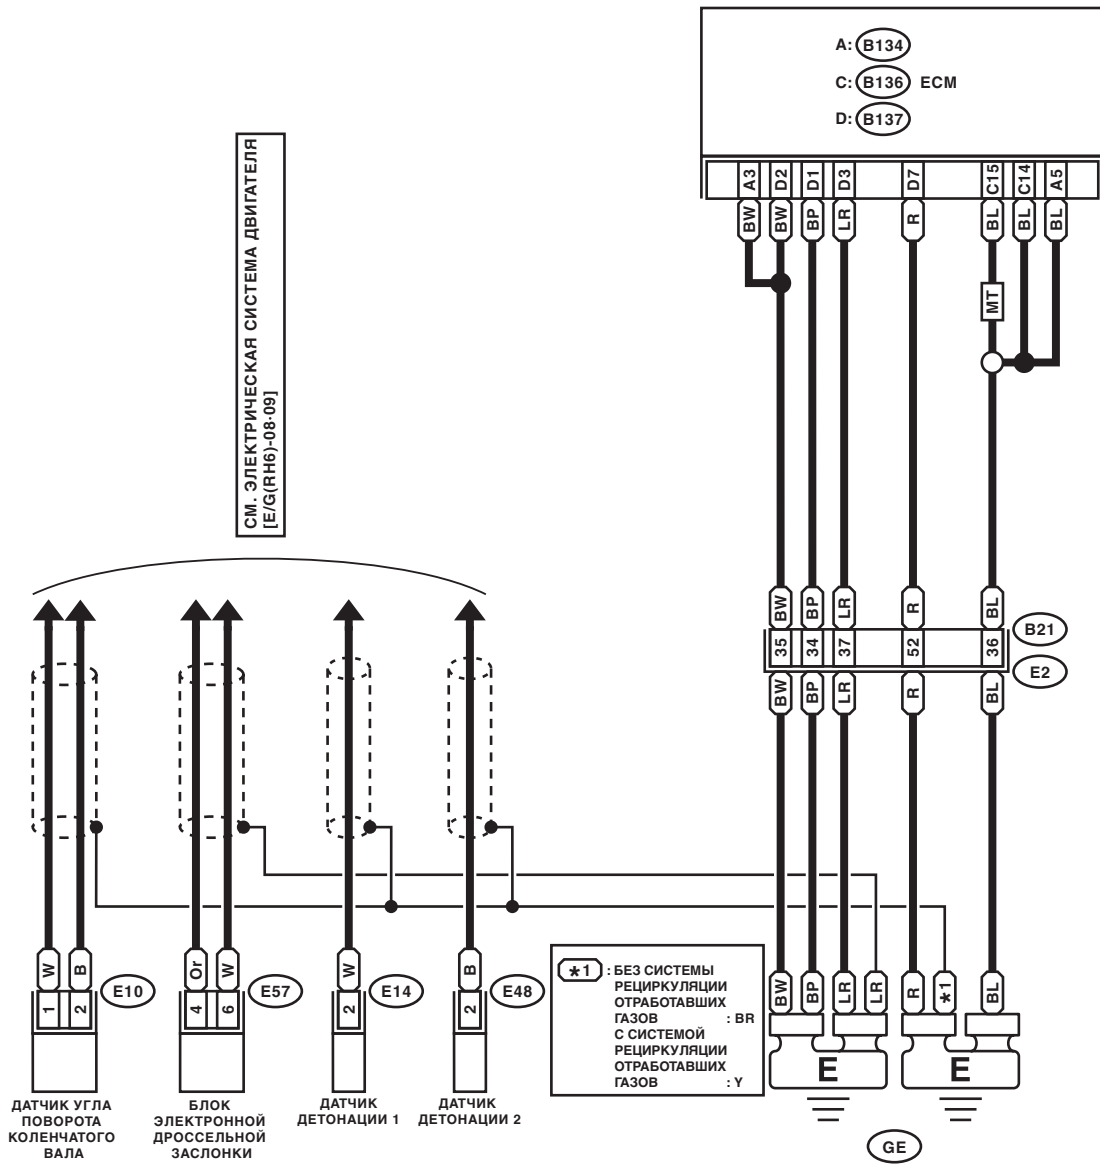 A: B134
C: B136 ECM
D: B137
A3 D2 D1 D3 D7 C15 C14 A5
BW BW BP LR R BL BL BL
MT
СМ. ЭЛЕКТРИЧЕСКАЯ СИСТЕМА ДВИГАТЕЛЯ
[E/G(RH6)-08-09]
BW BP LR R BL
35 34 37 52 36
B21
E2
BW BP LR R BL
W B
1 2
E10
Or W
4 6
E57
W
2
E14
B
2
E48
*1 : БЕЗ СИСТЕМЫ
РЕЦИРКУЛЯЦИИ
ОТРАБОТАВШИХ
ГАЗОВ : BR
С СИСТЕМОЙ
РЕЦИРКУЛЯЦИИ
ОТРАБОТАВШИХ
ГАЗОВ : Y
BW BP LR LR R *1 BL
E E
GE
ДАТЧИК УГЛА
ПОВОРОТА
КОЛЕНЧАТОГО
ВАЛА
БЛОК
ЭЛЕКТРОННОЙ
ДРОССЕЛЬНОЙ
ЗАСЛОНКИ
ДАТЧИК
ДЕТОНАЦИИ 1
ДАТЧИК
ДЕТОНАЦИИ 2